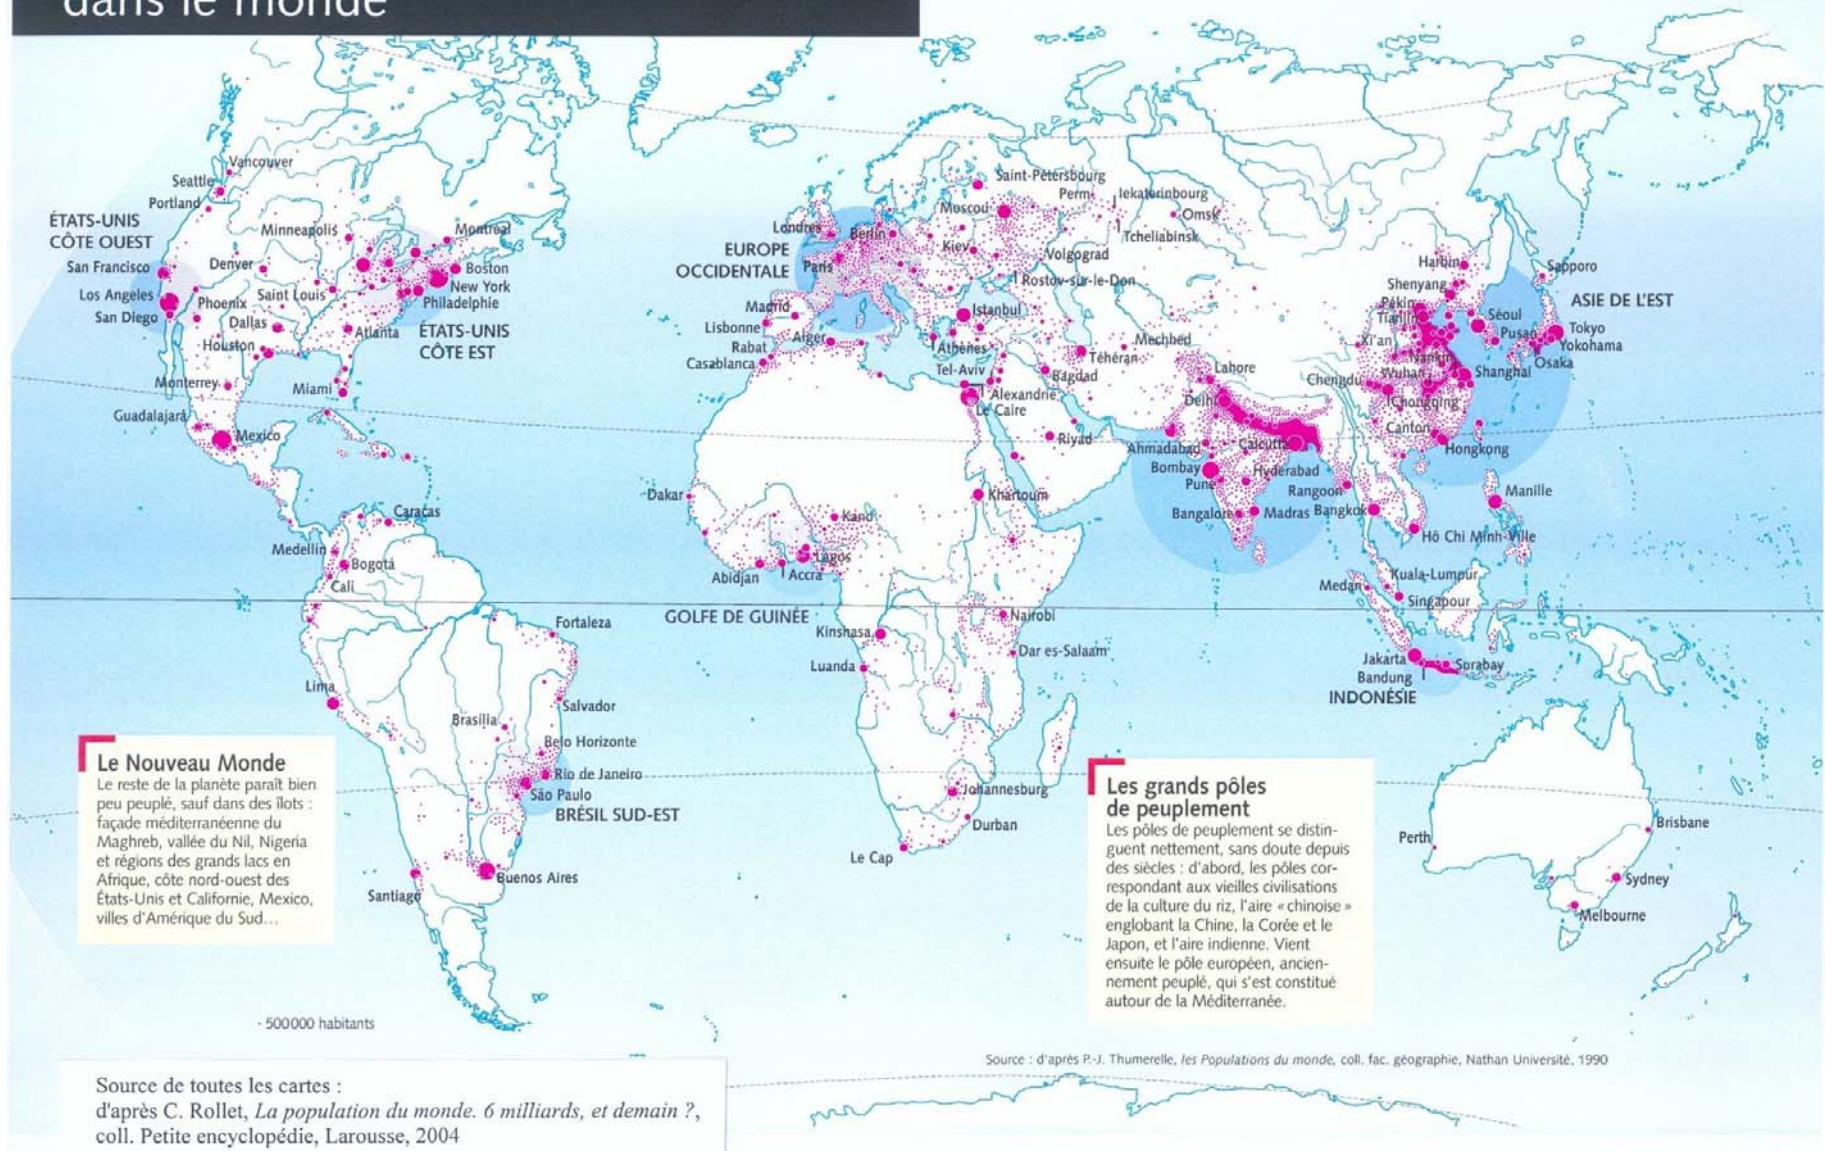 dans le monde
Vancouver
Seattle
Portland
ÉTATS-UNIS
CÔTE OUEST
San Francisco
Los Angeles
San Diego
Minneapolis
Montréal
Denver
Boston
New York
Philadelphie
Phoenix
Saint Louis
Dallas
Atlanta
ÉTATS-UNIS
CÔTE EST
Houston
Monterrey
Miami
Guadalajara
Mexico
Caracas
Medellín
Bogotá
Cali
Fortaleza
Lima
Salvador
Brasília
Belo Horizonte
Rio de Janeiro
São Paulo
BRÉSIL SUD-EST
Buenos Aires
Santiago
Saint-Pétersbourg
Perm
Iekaterinbourg
Moscou
Omsk
Tcheliabinsk
Londres
Berlin
EUROPE
OCCIDENTALE
Paris
Kiev
Volgograd
Rostov-sur-le-Don
Madrid
Istanbul
Lisbonne
Alger
Athènes
Rabat
Casablanca
Mechhed
Téhéran
Tel-Aviv
Bagdad
Alexandrie
Le Caire
Riyad
Dakar
Khartoum
Kano
Lagos
Abidjan
Accra
GOLFE DE GUINÉE
Nairobi
Kinshasa
Dar es-Salaam
Luanda
Johannesburg
Durban
Le Cap
Harbin
Sapporo
Shenyang
Pékin
Tianjin
ASIE DE L'EST
Séoul
Pusan
Tokyo
Yokohama
Osaka
Xi'an
Nankin
Wuhan
Shanghai
Chengdu
Chongqing
Canton
Hongkong
Lahore
Delhi
Ahmadabad
Calcutta
Bombay
Hyderabad
Pune
Rangoon
Bangalore
Madras
Bangkok
Manille
Hô Chi Minh-Ville
Medan
Kuala-Lumpur
Singapour
Jakarta
Surabay
Bandung
INDONÉSIE
Perth
Brisbane
Sydney
Melbourne
Le Nouveau Monde
Le reste de la planète paraît bien
peu peuplé, sauf dans des îlots :
façade méditerranéenne du
Maghreb, vallée du Nil, Nigeria
et régions des grands lacs en
Afrique, côte nord-ouest des
États-Unis et Californie, Mexico,
villes d'Amérique du Sud...
Les grands pôles
de peuplement
Les pôles de peuplement se distin-
guent nettement, sans doute depuis
des siècles : d'abord, les pôles cor-
respondant aux vieilles civilisations
de la culture du riz, l'aire « chinoise »
englobant la Chine, la Corée et le
Japon, et l'aire indienne. Vient
ensuite le pôle européen, ancien-
nement peuplé, qui s'est constitué
autour de la Méditerranée.
· 500000 habitants
Source : d'après P.-J. Thumerelle, les Populations du monde, coll. fac. géographie, Nathan Université, 1990
Source de toutes les cartes :
d'après C. Rollet, La population du monde. 6 milliards, et demain ?,
coll. Petite encyclopédie, Larousse, 2004